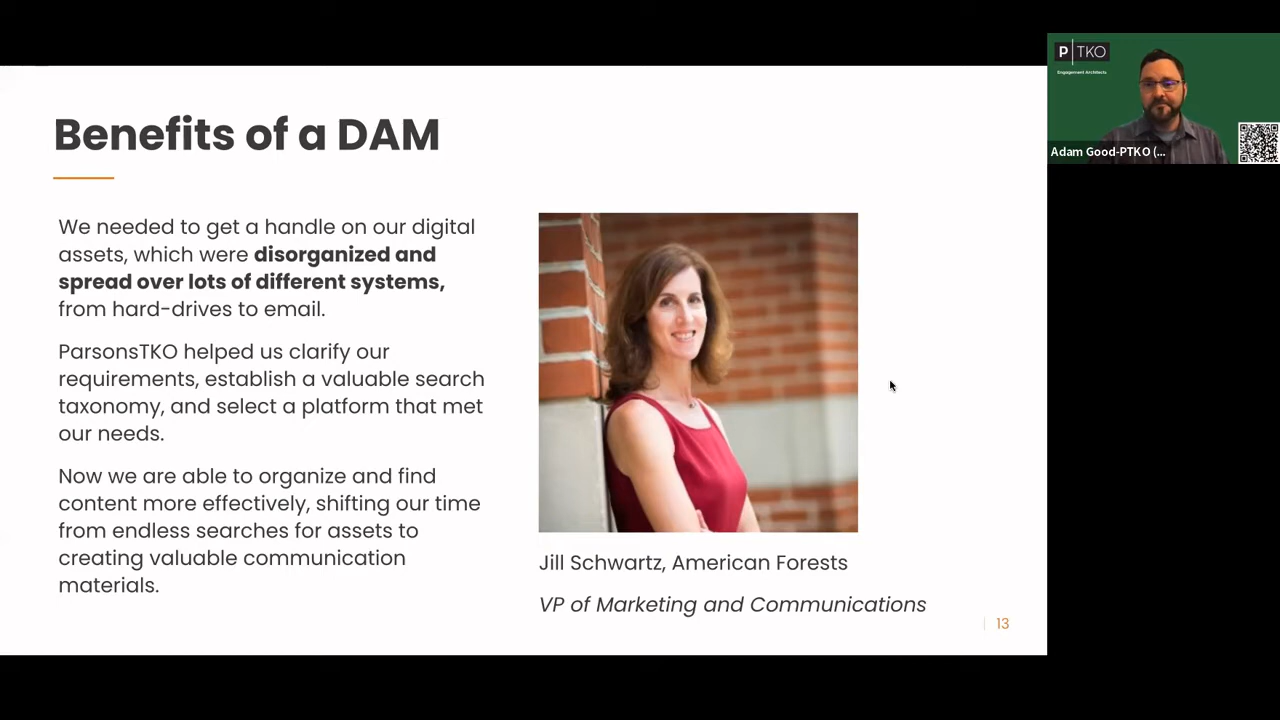 Benefits of a DAM
We needed to get a handle on our digital
assets, which were disorganized and
spread over lots of different systems,
from hard-drives to email.
ParsonsTKO helped us clarify our
requirements, establish a valuable search
taxonomy, and select a platform that met
our needs.
Now we are able to organize and find
content more effectively, shifting our time
from endless searches for assets to
creating valuable communication
materials.
Jill Schwartz, American Forests
VP of Marketing and Communications
13
P|TKO
Engagement Architects
Adam Good-PTKO (...